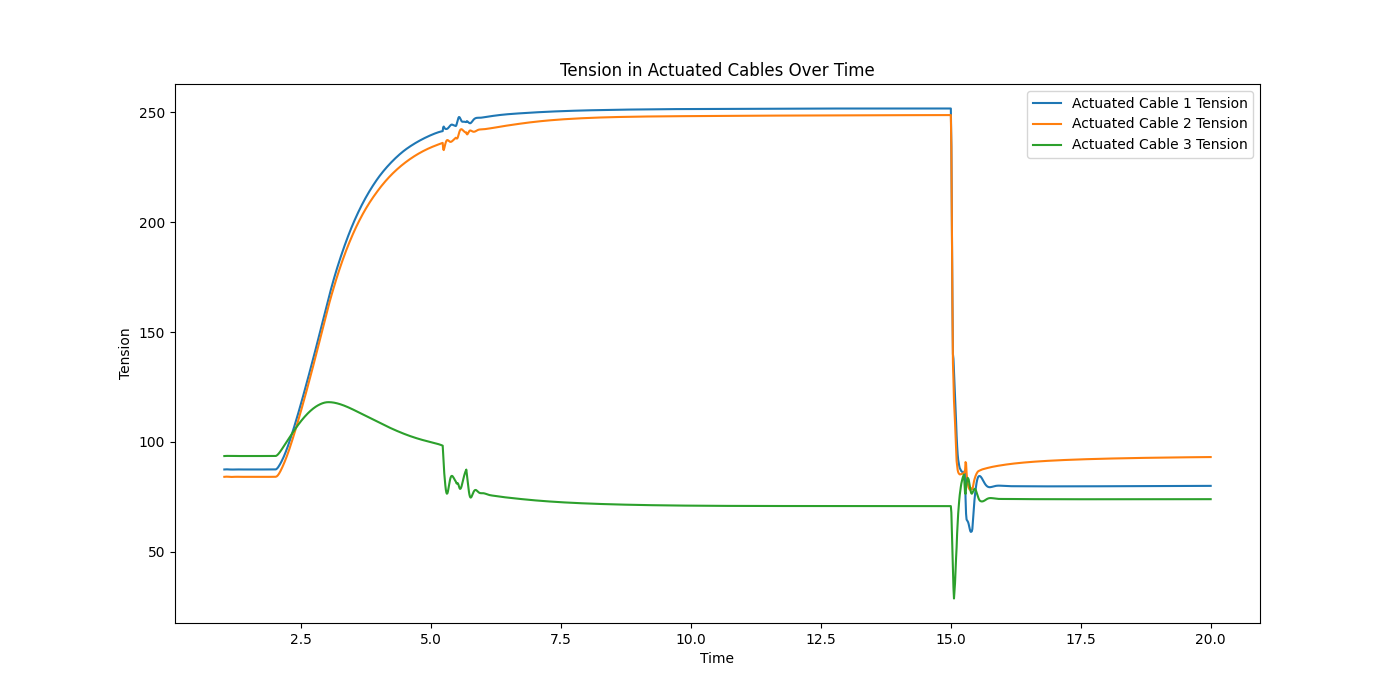 Tension in Actuated Cables Over Time
Actuated Cable 1 Tension
Actuated Cable 2 Tension
Actuated Cable 3 Tension
Tension
250
200
150
100
50
2.5 5.0 7.5 10.0 12.5 15.0 17.5 20.0
Time